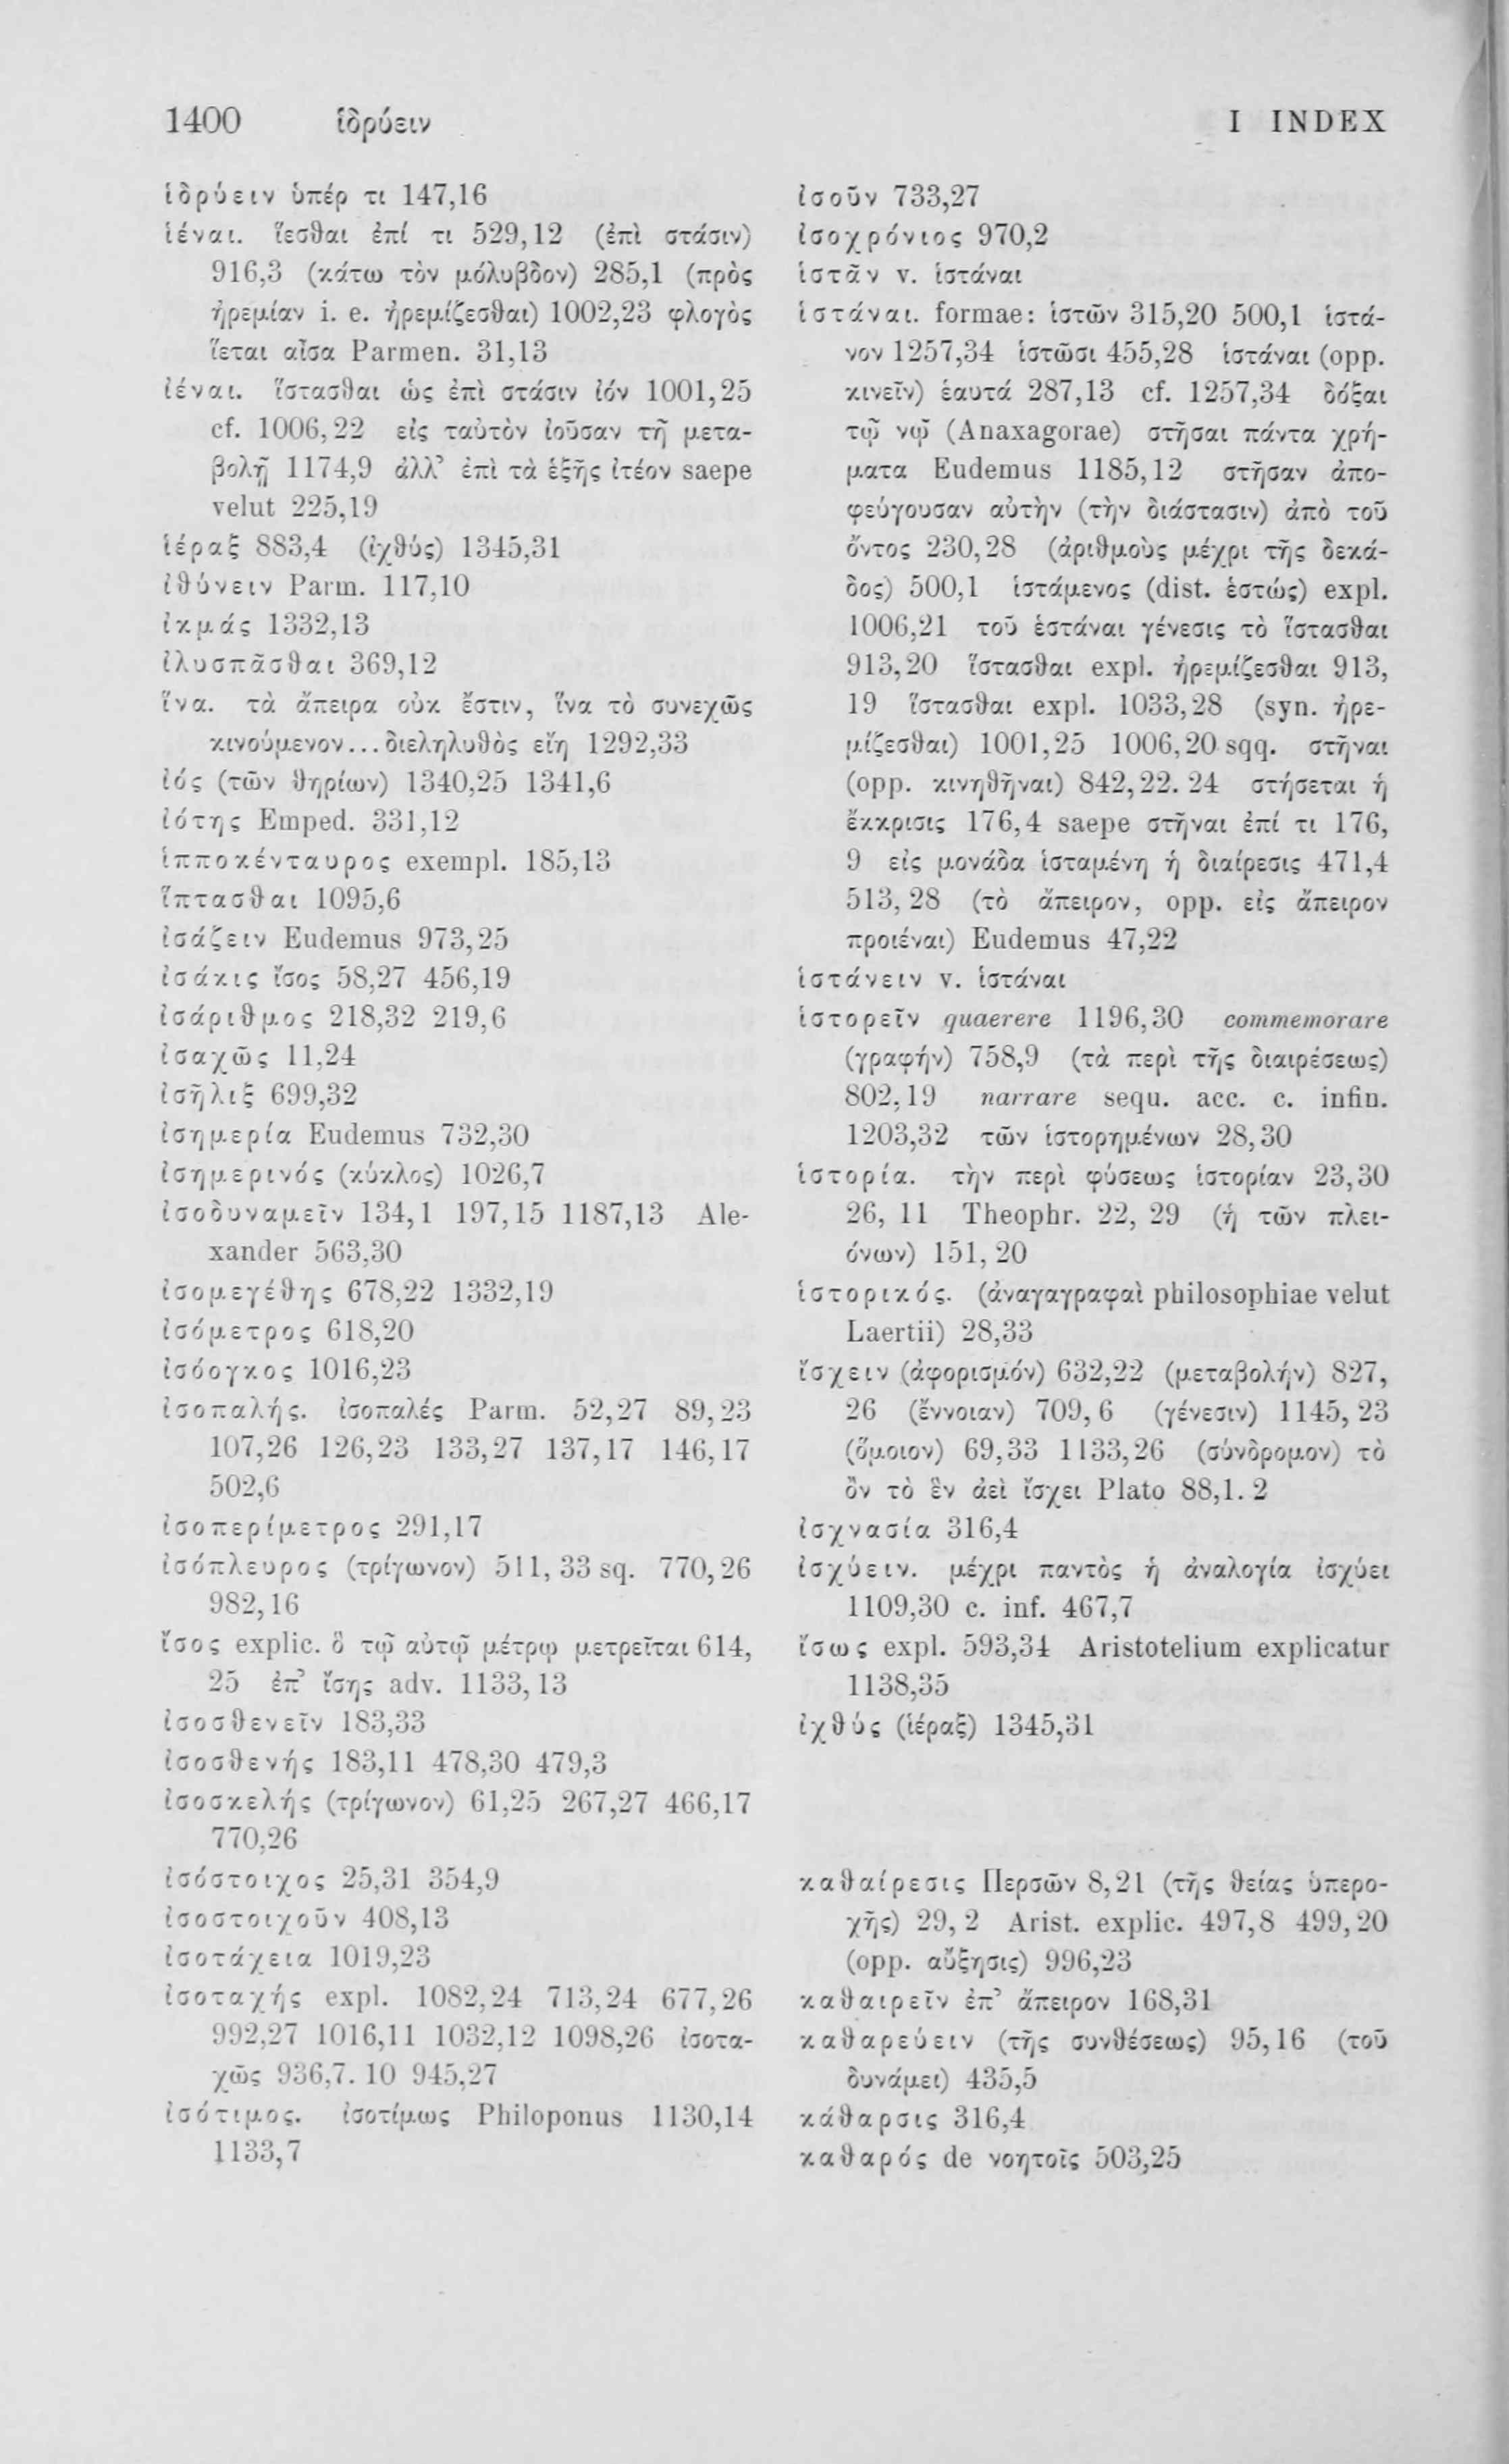 1400 ἱδρύειν I INDEX
ἱδρύειν ὑπέρ τι 147,16
ἱέναι. ἵεσθαι ἐπί τι 529,12 (ἐπὶ στάσιν)
916,3 (κάτω τὸν μόλυβδον) 285,1 (πρὸς
ἠρεμίαν i. e. ἠρεμίζεσθαι) 1002,23 φλογὸς
ἵεται αἶσα Parmen. 31,13
ἰέναι. ἵστασθαι ὡς ἐπὶ στάσιν ἰόν 1001,25
cf. 1006,22 εἰς ταὐτὸν ἰοῦσαν τῇ μετα-
βολῇ 1174,9 ἀλλ’ ἐπὶ τὰ ἑξῆς ἰτέον saepe
velut 225,19
ἱέραξ 883,4 (ἰχθύς) 1345,31
ἰθύνειν Parm. 117,10
ἰκμάς 1332,13
ἰλυσπᾶσθαι 369,12
ἵνα. τὰ ἄπειρα οὐκ ἔστιν, ἵνα τὸ συνεχῶς
κινούμενον... διεληλυθὸς εἴη 1292,33
ἰός (τῶν θηρίων) 1340,25 1341,6
ἰότης Emped. 331,12
ἱπποκένταυρος exempl. 185,13
ἵπτασθαι 1095,6
ἰσάζειν Eudemus 973,25
ἰσάκις ἴσος 58,27 456,19
ἰσάριθμος 218,32 219,6
ἰσαχῶς 11,24
ἰσῆλιξ 699,32
ἰσημερία Eudemus 732,30
ἰσημερινός (κύκλος) 1026,7
ἰσοδυναμεῖν 134,1 197,15 1187,13 Ale-
xander 563,30
ἰσομεγέθης 678,22 1332,19
ἰσόμετρος 618,20
ἰσόογκος 1016,23
ἰσοπαλής. ἰσοπαλές Parm. 52,27 89,23
107,26 126,23 133,27 137,17 146,17
502,6
ἰσοπερίμετρος 291,17
ἰσόπλευρος (τρίγωνον) 511,33 sq. 770,26
982,16
ἴσος explic. ὃ τῷ αὐτῷ μέτρῳ μετρεῖται 614,
25 ἐπ’ ἴσης adv. 1133,13
ἰσοσθενεῖν 183,33
ἰσοσθενής 183,11 478,30 479,3
ἰσοσκελής (τρίγωνον) 61,25 267,27 466,17
770,26
ἰσόστοιχος 25,31 354,9
ἰσοστοιχοῦν 408,13
ἰσοτάχεια 1019,23
ἰσοταχής expl. 1082,24 713,24 677,26
992,27 1016,11 1032,12 1098,26 ἰσοτα-
χῶς 936,7. 10 945,27
ἰσότιμος. ἰσοτίμως Philoponus 1130,14
1133,7
ἰσοῦν 733,27
ἰσοχρόνιος 970,2
ἱστᾶν v. ἱστάναι
ἱστάναι. formae: ἱστῶν 315,20 500,1 ἱστά-
νον 1257,34 ἱστῶσι 455,28 ἱστάναι (opp.
κινεῖν) ἑαυτά 287,13 cf. 1257,34 δόξαι
τῷ νῷ (Anaxagorae) στῆσαι πάντα χρή-
ματα Eudemus 1185,12 στῆσαν ἀπο-
φεύγουσαν αὐτὴν (τὴν διάστασιν) ἀπὸ τοῦ
ὄντος 230,28 (ἀριθμοὺς μέχρι τῆς δεκά-
δος) 500,1 ἱστάμενος (dist. ἑστώς) expl.
1006,21 τοῦ ἑστάναι γένεσις τὸ ἵστασθαι
913,20 ἵστασθαι expl. ἠρεμίζεσθαι 913,
19 ἵστασθαι expl. 1033,28 (syn. ἠρε-
μίζεσθαι) 1001,25 1006,20 sqq. στῆναι
(opp. κινηθῆναι) 842,22. 24 στήσεται ἡ
ἔκκρισις 176,4 saepe στῆναι ἐπί τι 176,
9 εἰς μονάδα ἱσταμένη ἡ διαίρεσις 471,4
513,28 (τὸ ἄπειρον, opp. εἰς ἄπειρον
προιέναι) Eudemus 47,22
ἱστάνειν v. ἱστάναι
ἱστορεῖν quaerere 1196,30 commemorare
(γραφήν) 758,9 (τὰ περὶ τῆς διαιρέσεως)
802,19 narrare sequ. acc. c. infin.
1203,32 τῶν ἱστορημένων 28,30
ἱστορία. τὴν περὶ φύσεως ἱστορίαν 23,30
26, 11 Theophr. 22, 29 (ἡ τῶν πλει-
όνων) 151, 20
ἱστορικός. (ἀναγαγραφαὶ philosophiae velut
Laertii) 28,33
ἴσχειν (ἀφορισμόν) 632,22 (μεταβολήν) 827,
26 (ἔννοιαν) 709,6 (γένεσιν) 1145,23
(ὅμοιον) 69,33 1133,26 (σύνδρομον) τὸ
ὂν τὸ ἓν ἀεὶ ἴσχει Plato 88,1. 2
ἰσχνασία 316,4
ἰσχύειν. μέχρι παντὸς ἡ ἀναλογία ἰσχύει
1109,30 c. inf. 467,7
ἴσως expl. 593,34 Aristotelium explicatur
1138,35
ἰχθύς (ἱέραξ) 1345,31
καθαίρεσις Περσῶν 8,21 (τῆς θείας ὑπερο-
χῆς) 29,2 Arist. explic. 497,8 499,20
(opp. αὔξησις) 996,23
καθαιρεῖν ἐπ’ ἄπειρον 168,31
καθαρεύειν (τῆς συνθέσεως) 95,16 (τοῦ
δυνάμει) 435,5
κάθαρσις 316,4
καθαρός de νοητοῖς 503,25